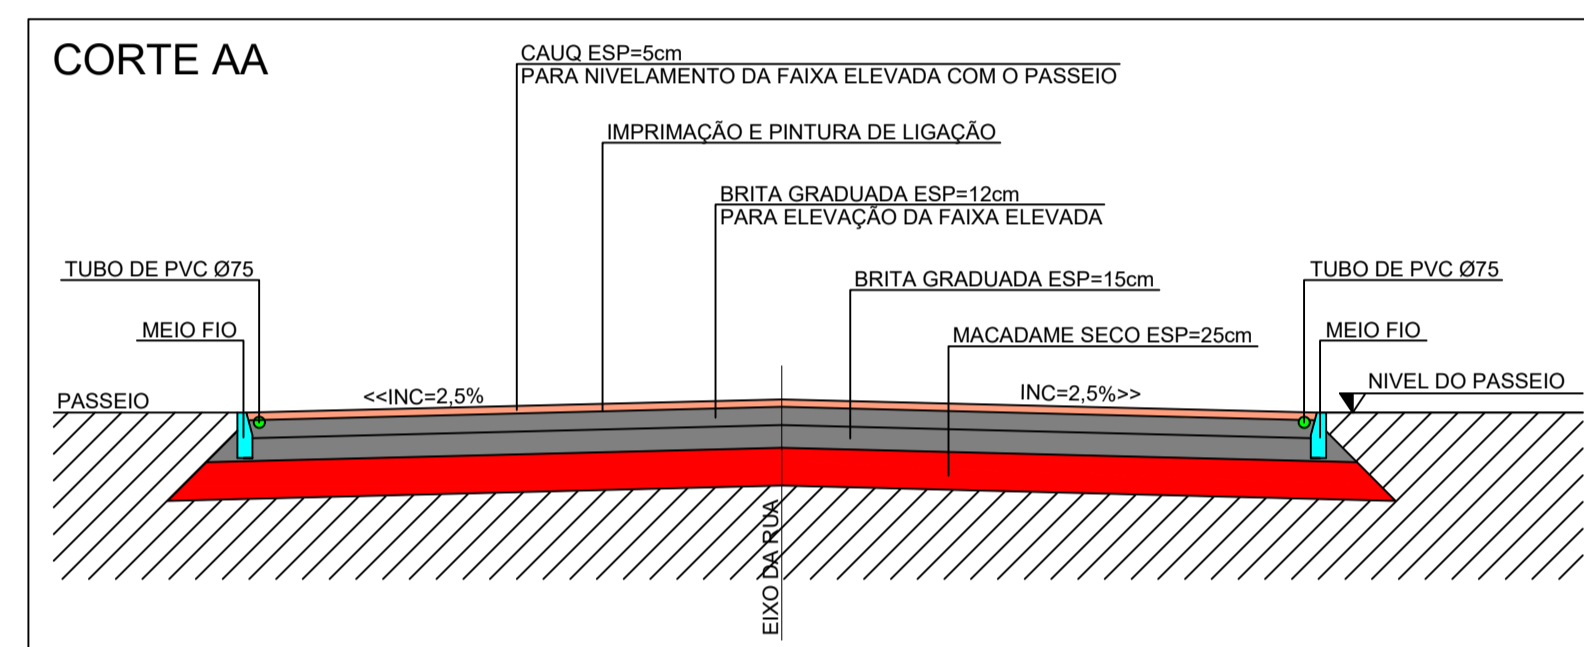 CORTE AA
CAUQ ESP=5cm
PARA NIVELAMENTO DA FAIXA ELEVADA COM O PASSEIO
IMPRIMAÇÃO E PINTURA DE LIGAÇÃO
BRITA GRADUADA ESP=12cm
PARA ELEVAÇÃO DA FAIXA ELEVADA
TUBO DE PVC Ø75
BRITA GRADUADA ESP=15cm
TUBO DE PVC Ø75
MEIO FIO
MACADAME SECO ESP=25cm
MEIO FIO
PASSEIO
<<INC=2,5%
INC=2,5%>>
NIVEL DO PASSEIO
EIXO DA RUA